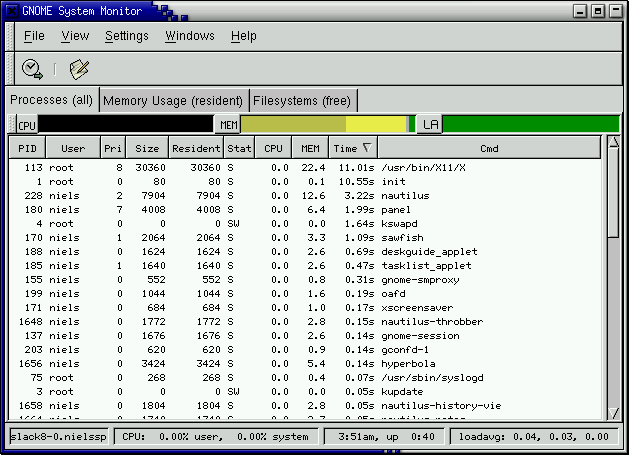 GNOME System Monitor
File View Settings Windows Help
Processes (all) Memory Usage (resident) Filesystems (free)
CPU MEM LA
PID User Pri Size Resident Stat CPU MEM Time Cmd
113 root 8 30360 30360 S 0.0 22.4 11.01s /usr/bin/X11/X
1 root 0 80 80 S 0.0 0.1 10.55s init
228 niels 2 7904 7904 S 0.0 12.6 3.22s nautilus
180 niels 7 4008 4008 S 0.0 6.4 1.99s panel
4 root 0 0 0 SW 0.0 0.0 1.64s kswapd
170 niels 1 2064 2064 S 0.0 3.3 1.09s sawfish
188 niels 0 1624 1624 S 0.0 2.6 0.69s deskguide_applet
185 niels 1 1640 1640 S 0.0 2.6 0.47s tasklist_applet
155 niels 0 552 552 S 0.0 0.8 0.31s gnome-smproxy
199 niels 0 1044 1044 S 0.0 1.6 0.19s oafd
171 niels 0 684 684 S 0.0 1.0 0.17s xscreensaver
1648 niels 0 1772 1772 S 0.0 2.8 0.15s nautilus-throbber
137 niels 0 1676 1676 S 0.0 2.6 0.14s gnome-session
203 niels 0 620 620 S 0.0 0.9 0.14s gconfd-1
1656 niels 0 3424 3424 S 0.0 5.4 0.14s hyperbola
75 root 0 268 268 S 0.0 0.4 0.07s /usr/sbin/syslogd
3 root 0 0 0 SW 0.0 0.0 0.05s kupdate
1658 niels 0 1804 1804 S 0.0 2.8 0.05s nautilus-history-vie
slack8-0.nielssp CPU: 0.00% user, 0.00% system 3:51am, up 0:40 loadavg: 0.04, 0.03, 0.00